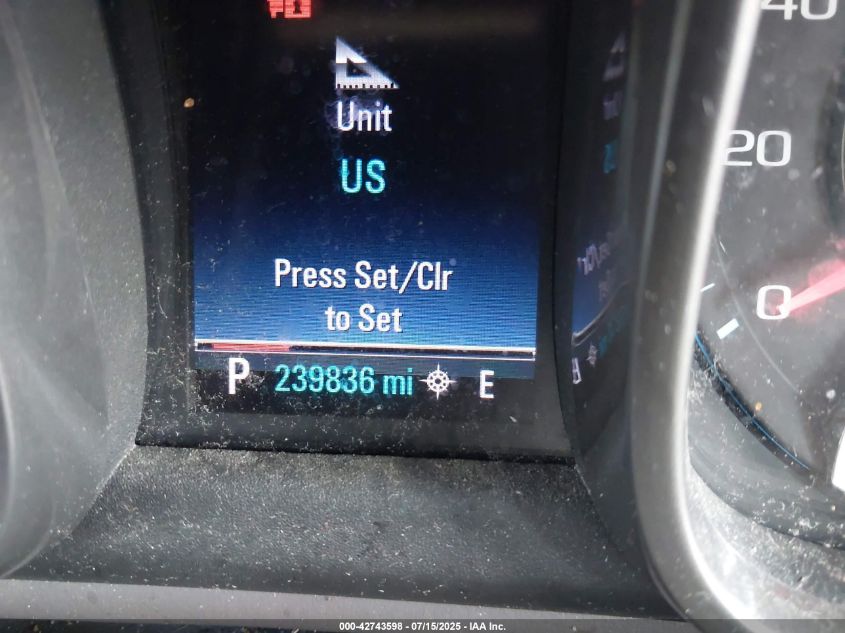 Unit
US
Press Set/Clr
to Set
P 239836 mi E
40
20
0
000-42743598 - 07/15/2025 - IAA Inc.